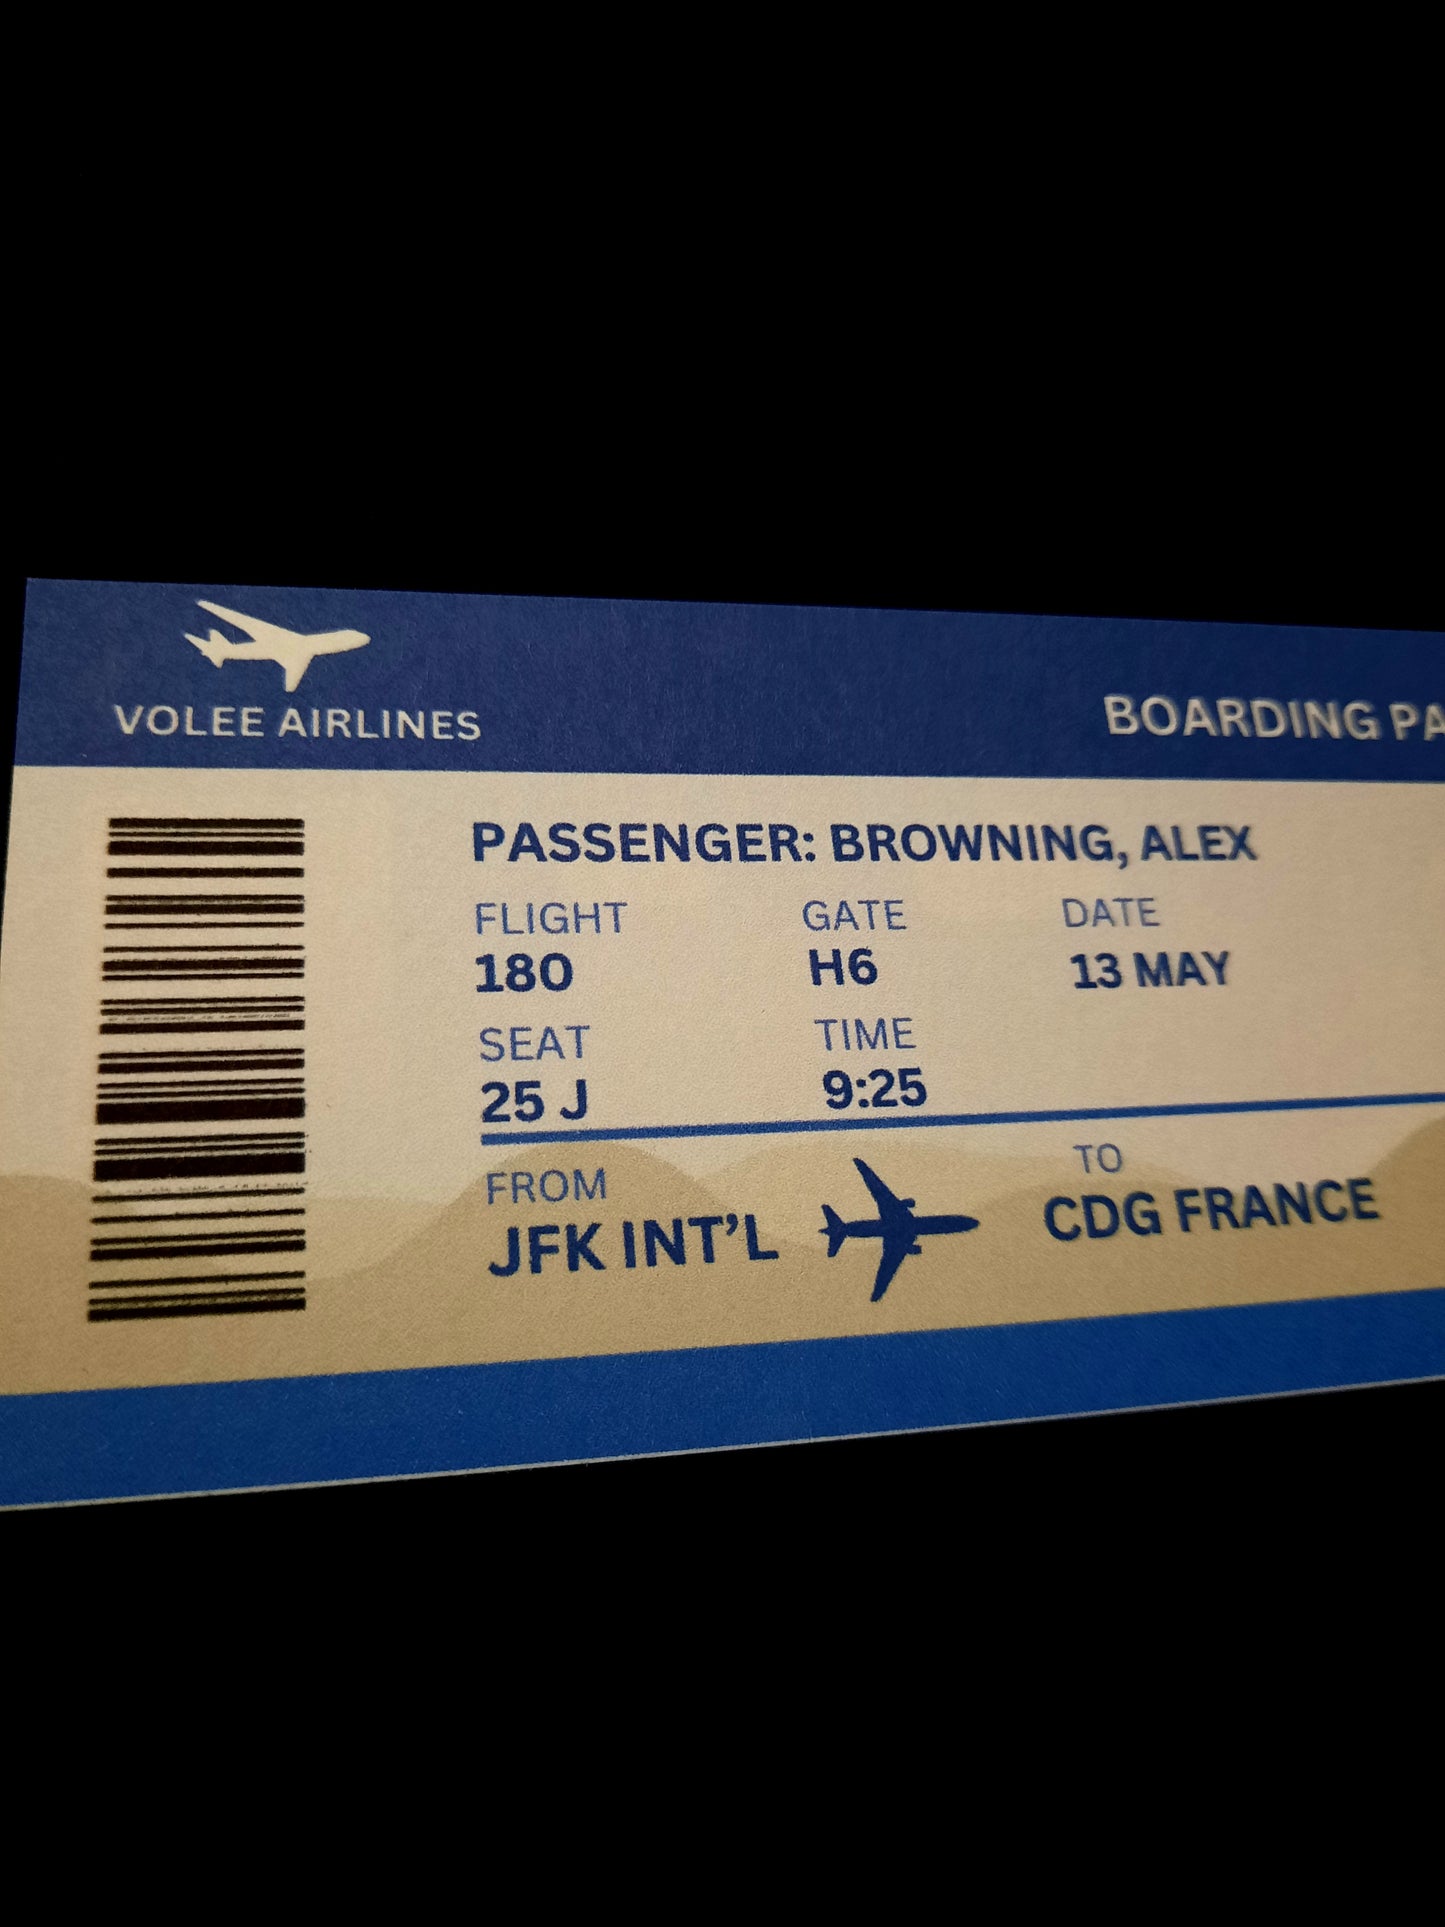 VOLEE AIRLINES
BOARDING PA
PASSENGER: BROWNING, ALEX
FLIGHT GATE DATE
180 H6 13 MAY
SEAT TIME
25 J 9:25
FROM TO
JFK INT'L CDG FRANCE